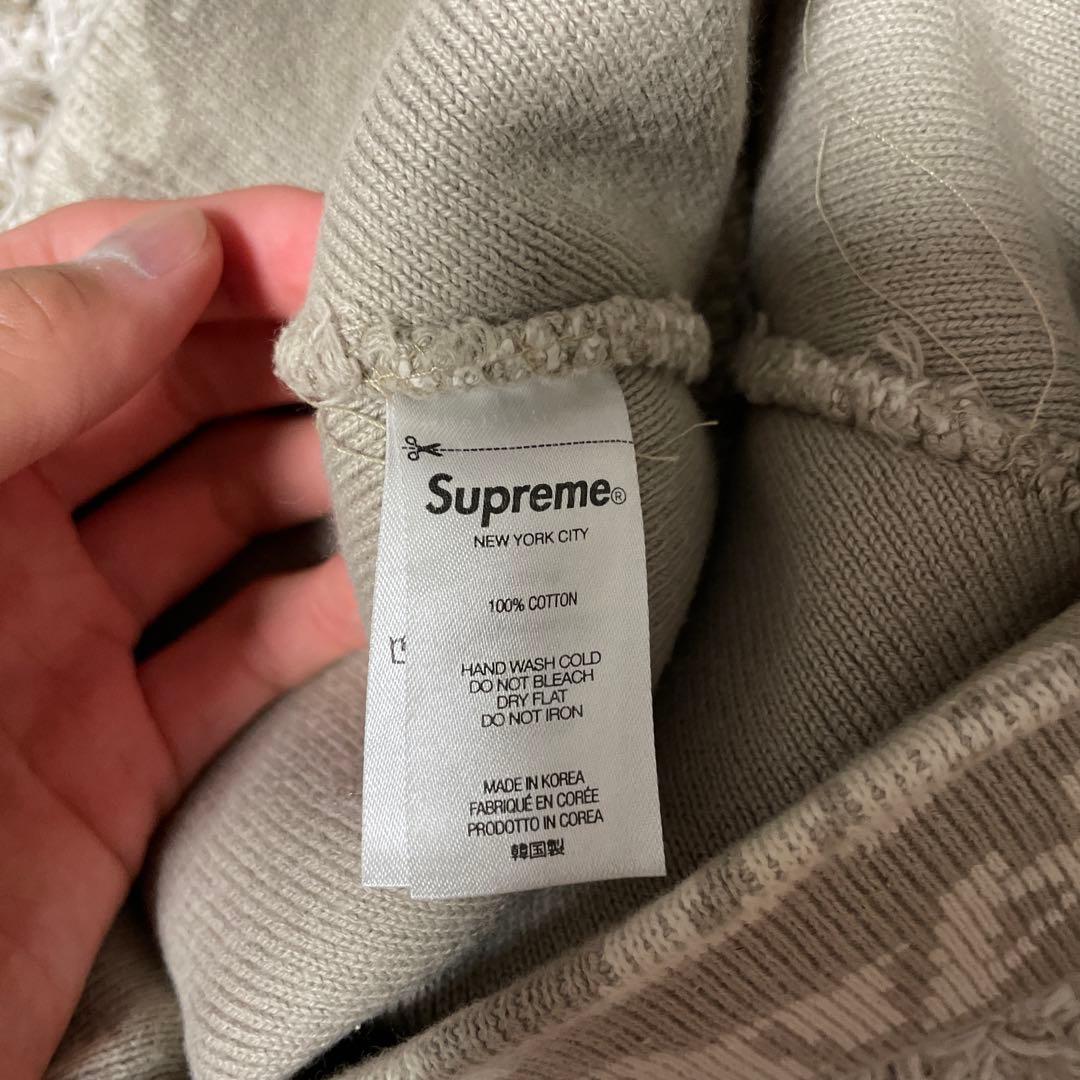 Supreme®
NEW YORK CITY
100% COTTON
HAND WASH COLD
DO NOT BLEACH
DRY FLAT
DO NOT IRON
MADE IN KOREA
FABRIQUÉ EN CORÉE
PRODOTTO IN COREA
韓国製